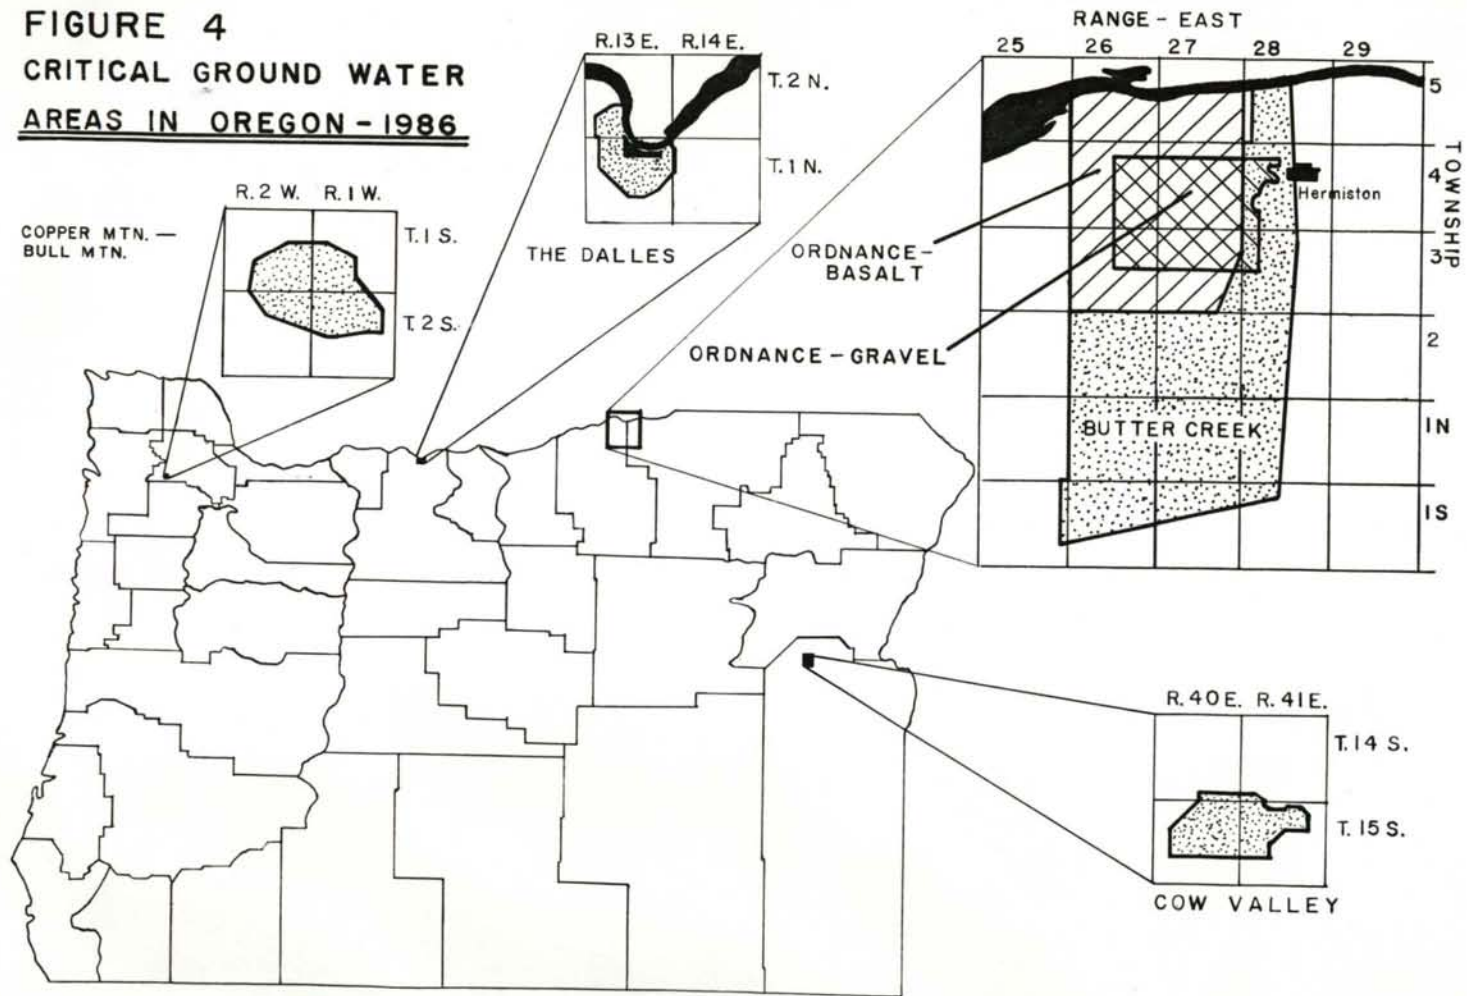 FIGURE 4
CRITICAL GROUND WATER
AREAS IN OREGON - 1986
R.2 W. R.1 W.
COPPER MTN. —
BULL MTN.
T.1 S.
T.2 S.
R.13 E. R.14 E.
T.2 N.
T.1 N.
THE DALLES
RANGE - EAST
25 26 27 28 29
5
4
3
2
1N
1S
TOWNSHIP
Hermiston
ORDNANCE-
BASALT
ORDNANCE-GRAVEL
BUTTER CREEK
R.40 E. R.41 E.
T.14 S.
T.15 S.
COW VALLEY